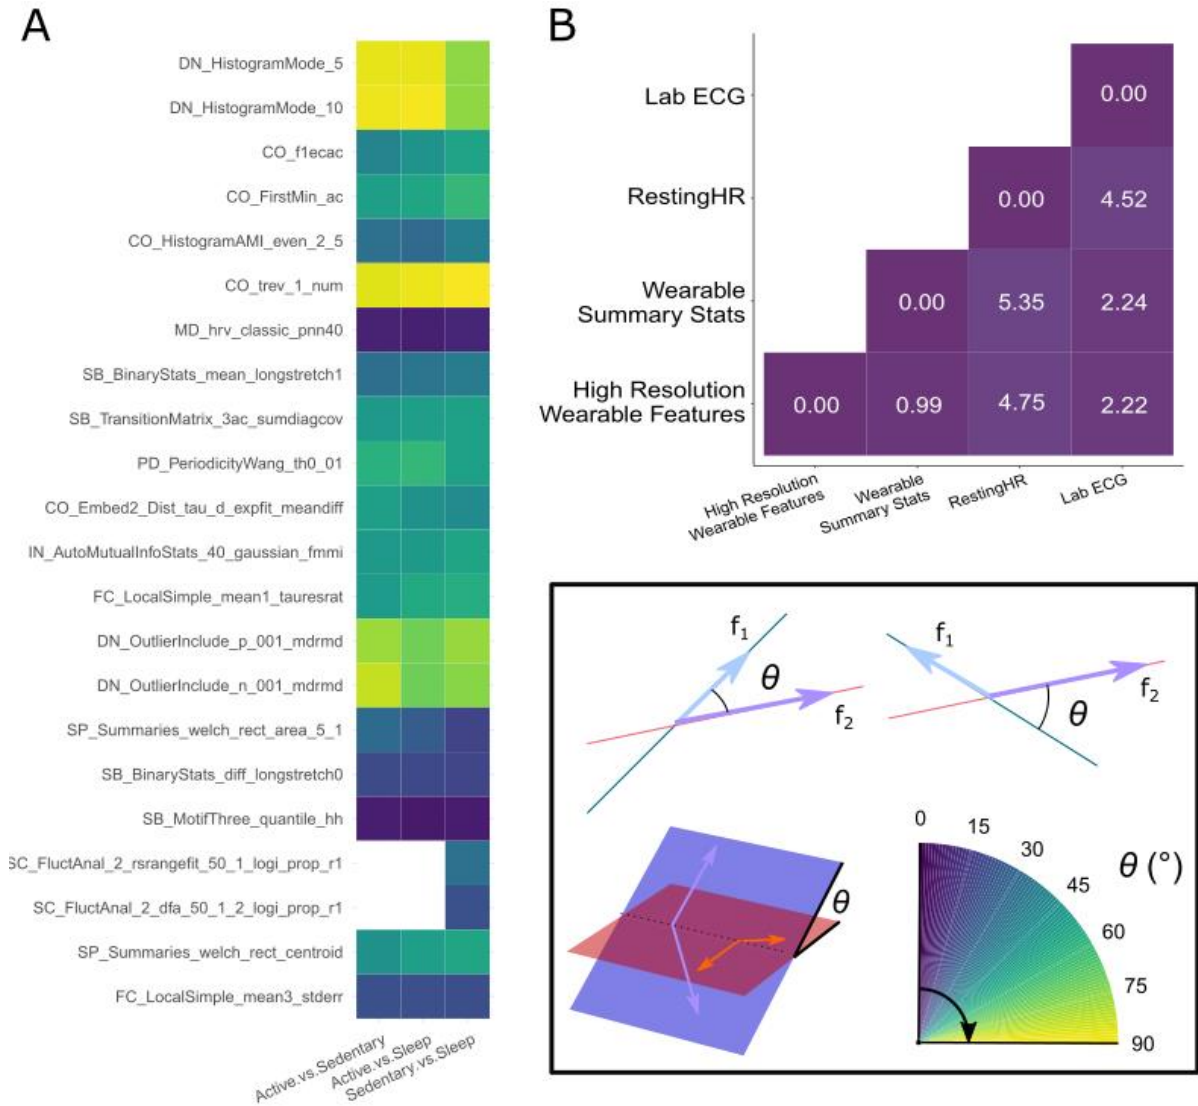 A
DN_HistogramMode_5
DN_HistogramMode_10
CO_f1ecac
CO_FirstMin_ac
CO_HistogramAMI_even_2_5
CO_trev_1_num
MD_hrv_classic_pnn40
SB_BinaryStats_mean_longstretch1
SB_TransitionMatrix_3ac_sumdiagcov
PD_PeriodicityWang_th0_01
CO_Embed2_Dist_tau_d_expfit_meandiff
IN_AutoMutualInfoStats_40_gaussian_fmmi
FC_LocalSimple_mean1_tauresrat
DN_OutlierInclude_p_001_mdrmd
DN_OutlierInclude_n_001_mdrmd
SP_Summaries_welch_rect_area_5_1
SB_BinaryStats_diff_longstretch0
SB_MotifThree_quantile_hh
SC_FluctAnal_2_rsrangefit_50_1_logi_prop_r1
SC_FluctAnal_2_dfa_50_1_2_logi_prop_r1
SP_Summaries_welch_rect_centroid
FC_LocalSimple_mean3_stderr
Active.vs.Sedentary
Active.vs.Sleep
Sedentary.vs.Sleep
B
Lab ECG
0.00
RestingHR
0.00 4.52
Wearable
Summary Stats
0.00 5.35 2.24
High Resolution
Wearable Features
0.00 0.99 4.75 2.22
High Resolution
Wearable Features
Wearable
Summary Stats
RestingHR
Lab ECG
f1
θ
f2
f1
θ
f2
θ
0
15
30
45
60
75
90
θ (°)